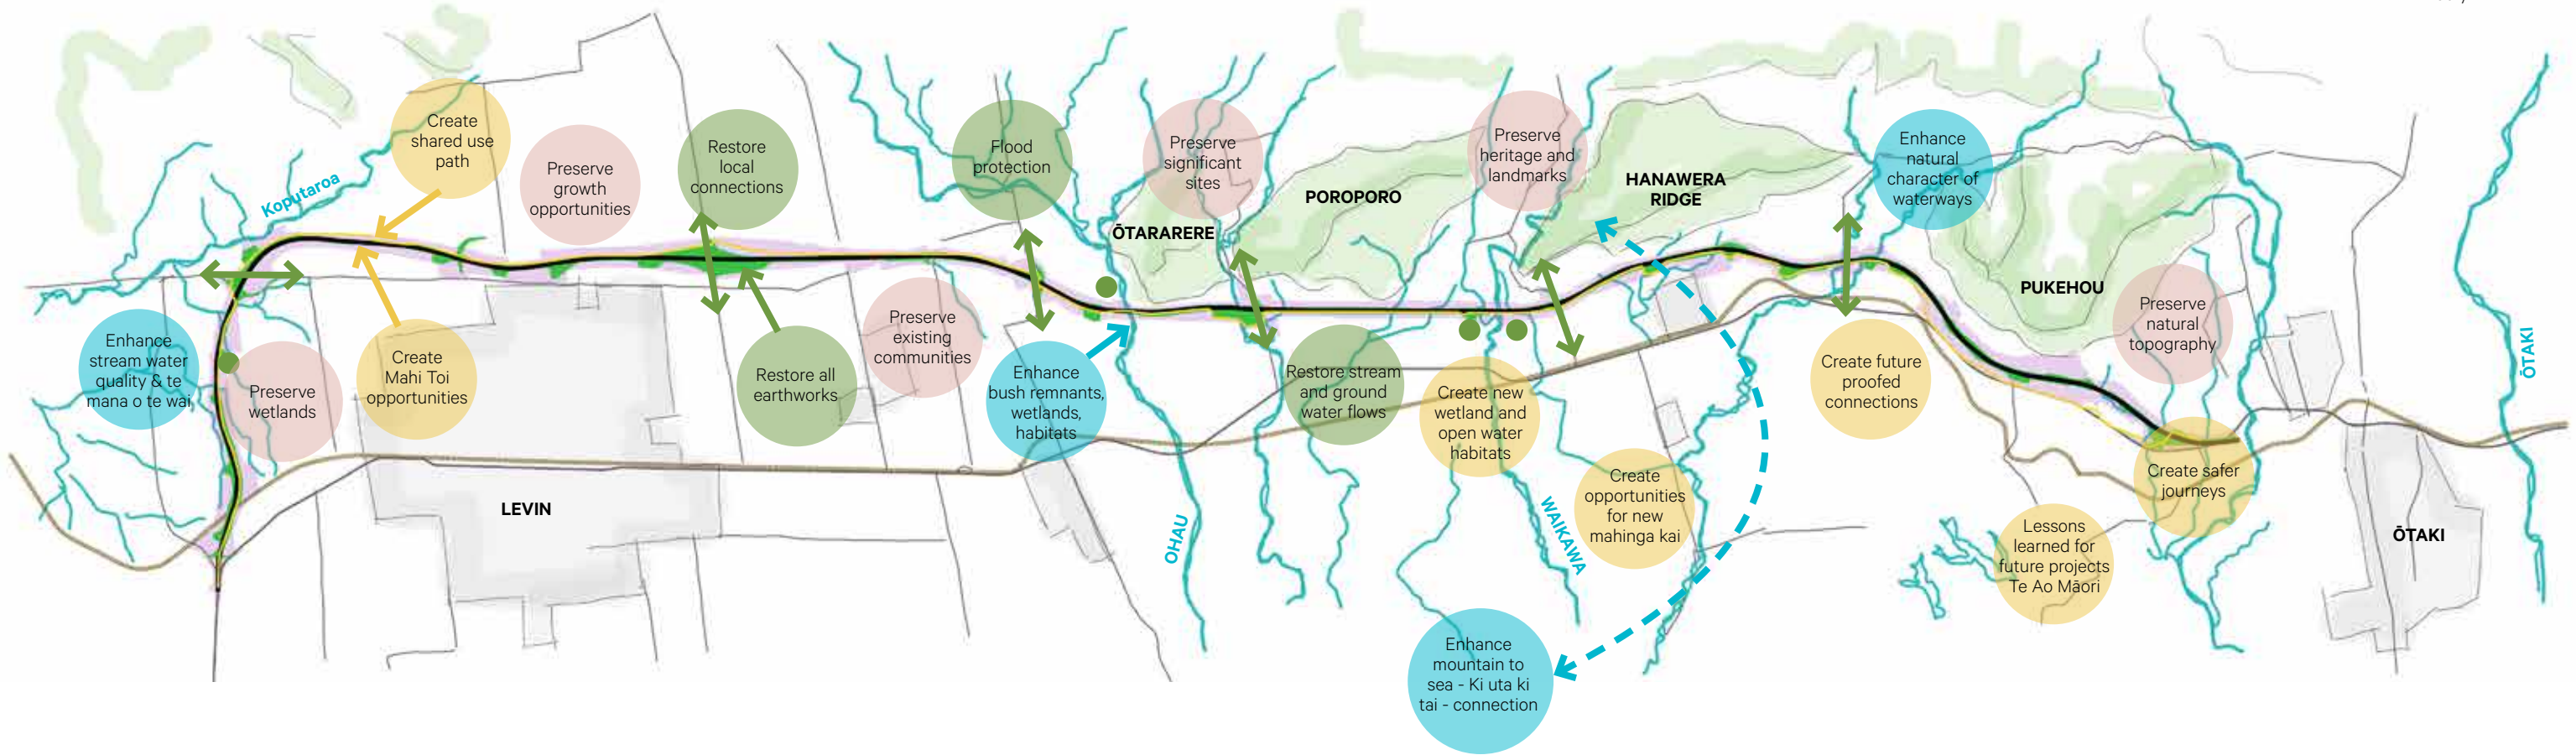 Create
shared use
path
Preserve
growth
opportunities
Restore
local
connections
Flood
protection
Preserve
significant
sites
Preserve
heritage and
landmarks
Enhance
natural
character of
waterways
Koputaroa
ŌTARARERE
POROPORO
HANAWERA
RIDGE
PUKEHOU
Enhance
stream water
quality & te
mana o te wai
Preserve
wetlands
Create
Mahi Toi
opportunities
Restore all
earthworks
Preserve
existing
communities
Enhance
bush remnants,
wetlands,
habitats
Restore stream
and ground
water flows
Create new
wetland and
open water
habitats
Create
opportunities
for new
mahinga kai
Create future
proofed
connections
Preserve
natural
topography
Create safer
journeys
Lessons
learned for
future projects
Te Ao Māori
LEVIN
OHAU
WAIKAWA
ŌTAKI
ŌTAKI
Enhance
mountain to
sea - Ki uta ki
tai - connection